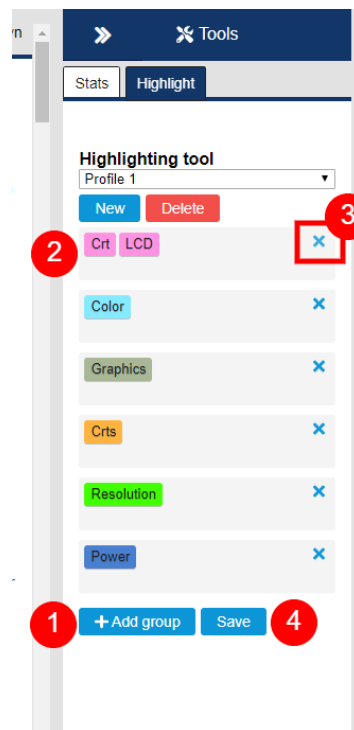 Tools
Stats Highlight
Highlighting tool
Profile 1
New Delete
3
2 Crt LCD
Color
Graphics
Crts
Resolution
Power
1 Add group Save 4